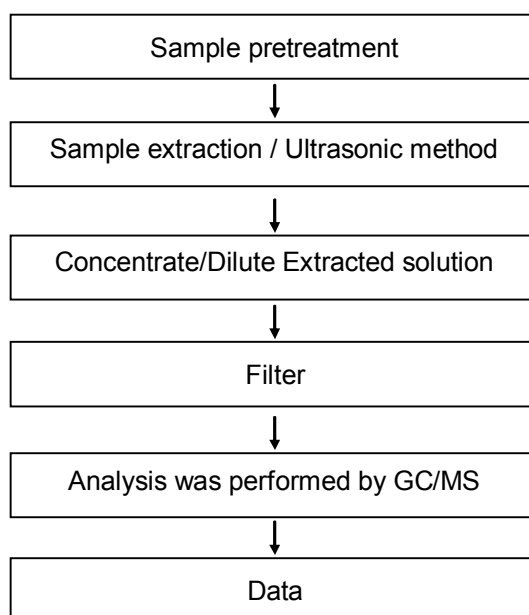 Sample pretreatment
Sample extraction / Ultrasonic method
Concentrate/Dilute Extracted solution
Filter
Analysis was performed by GC/MS
Data